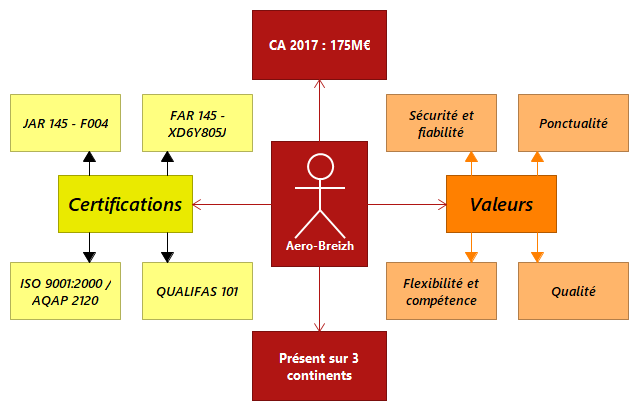 CA 2017 : 175M€
JAR 145 - F004
FAR 145 -
XD6Y805J
Sécurité et
fiabilité
Ponctualité
Certifications
Aero-Breizh
Valeurs
ISO 9001:2000 /
AQAP 2120
QUALIFAS 101
Flexibilité et
compétence
Qualité
Présent sur 3
continents